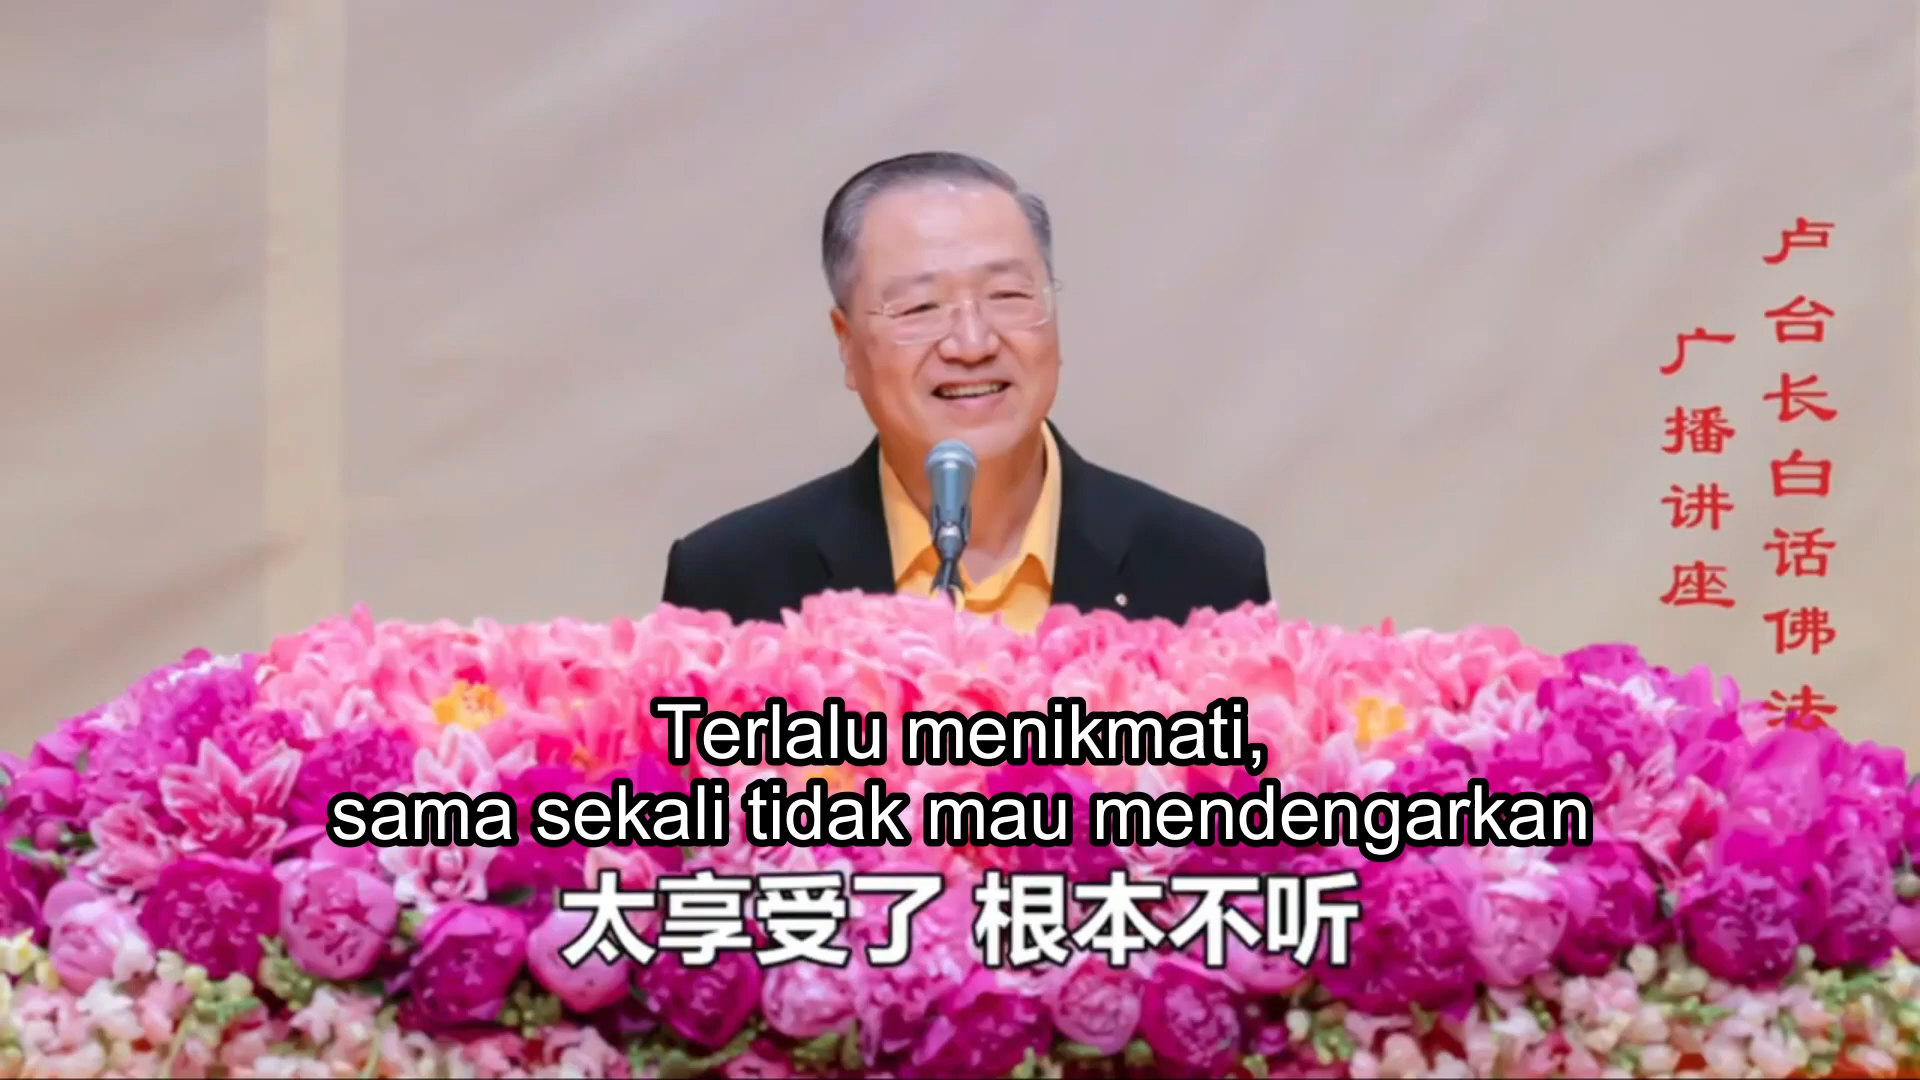 卢台长白话佛法
广播讲座
Terlalu menikmati,
sama sekali tidak mau mendengarkan
太享受了 根本不听